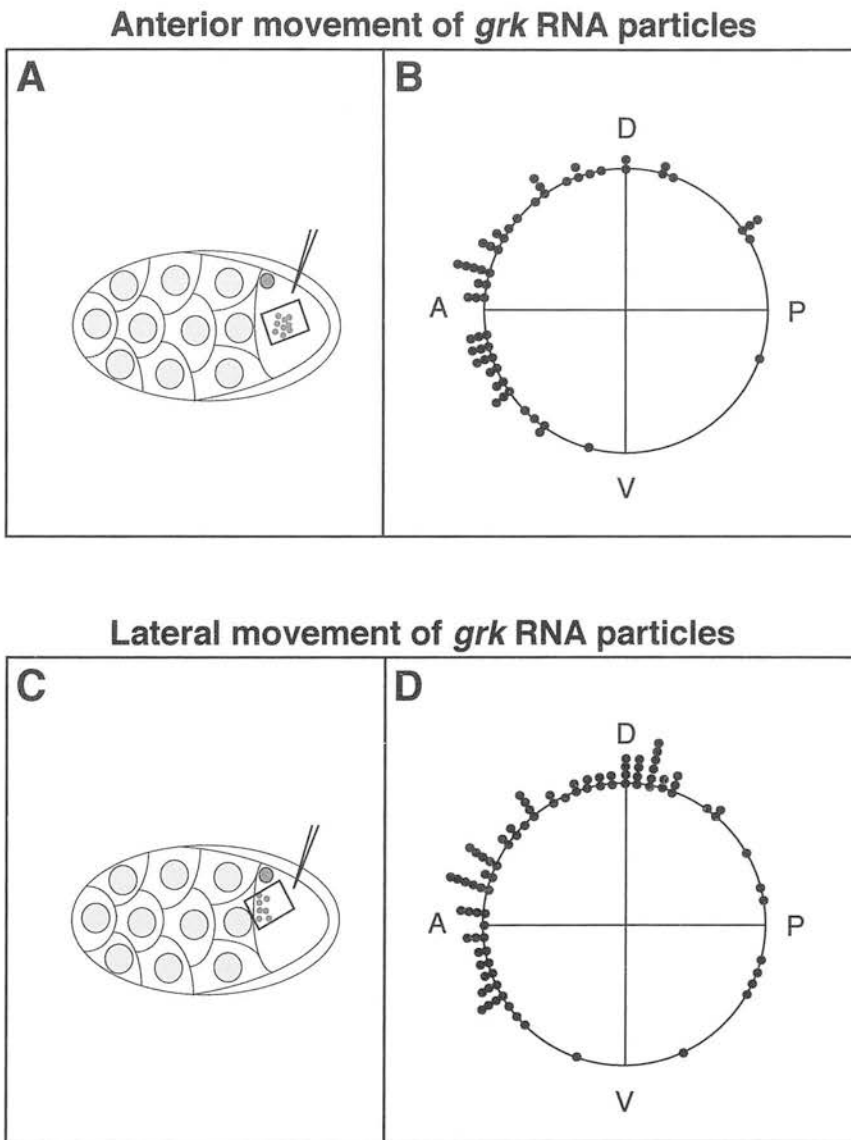 Anterior movement of grk RNA particles
A
B
D
A
P
V
Lateral movement of grk RNA particles
C
D
D
A
P
V